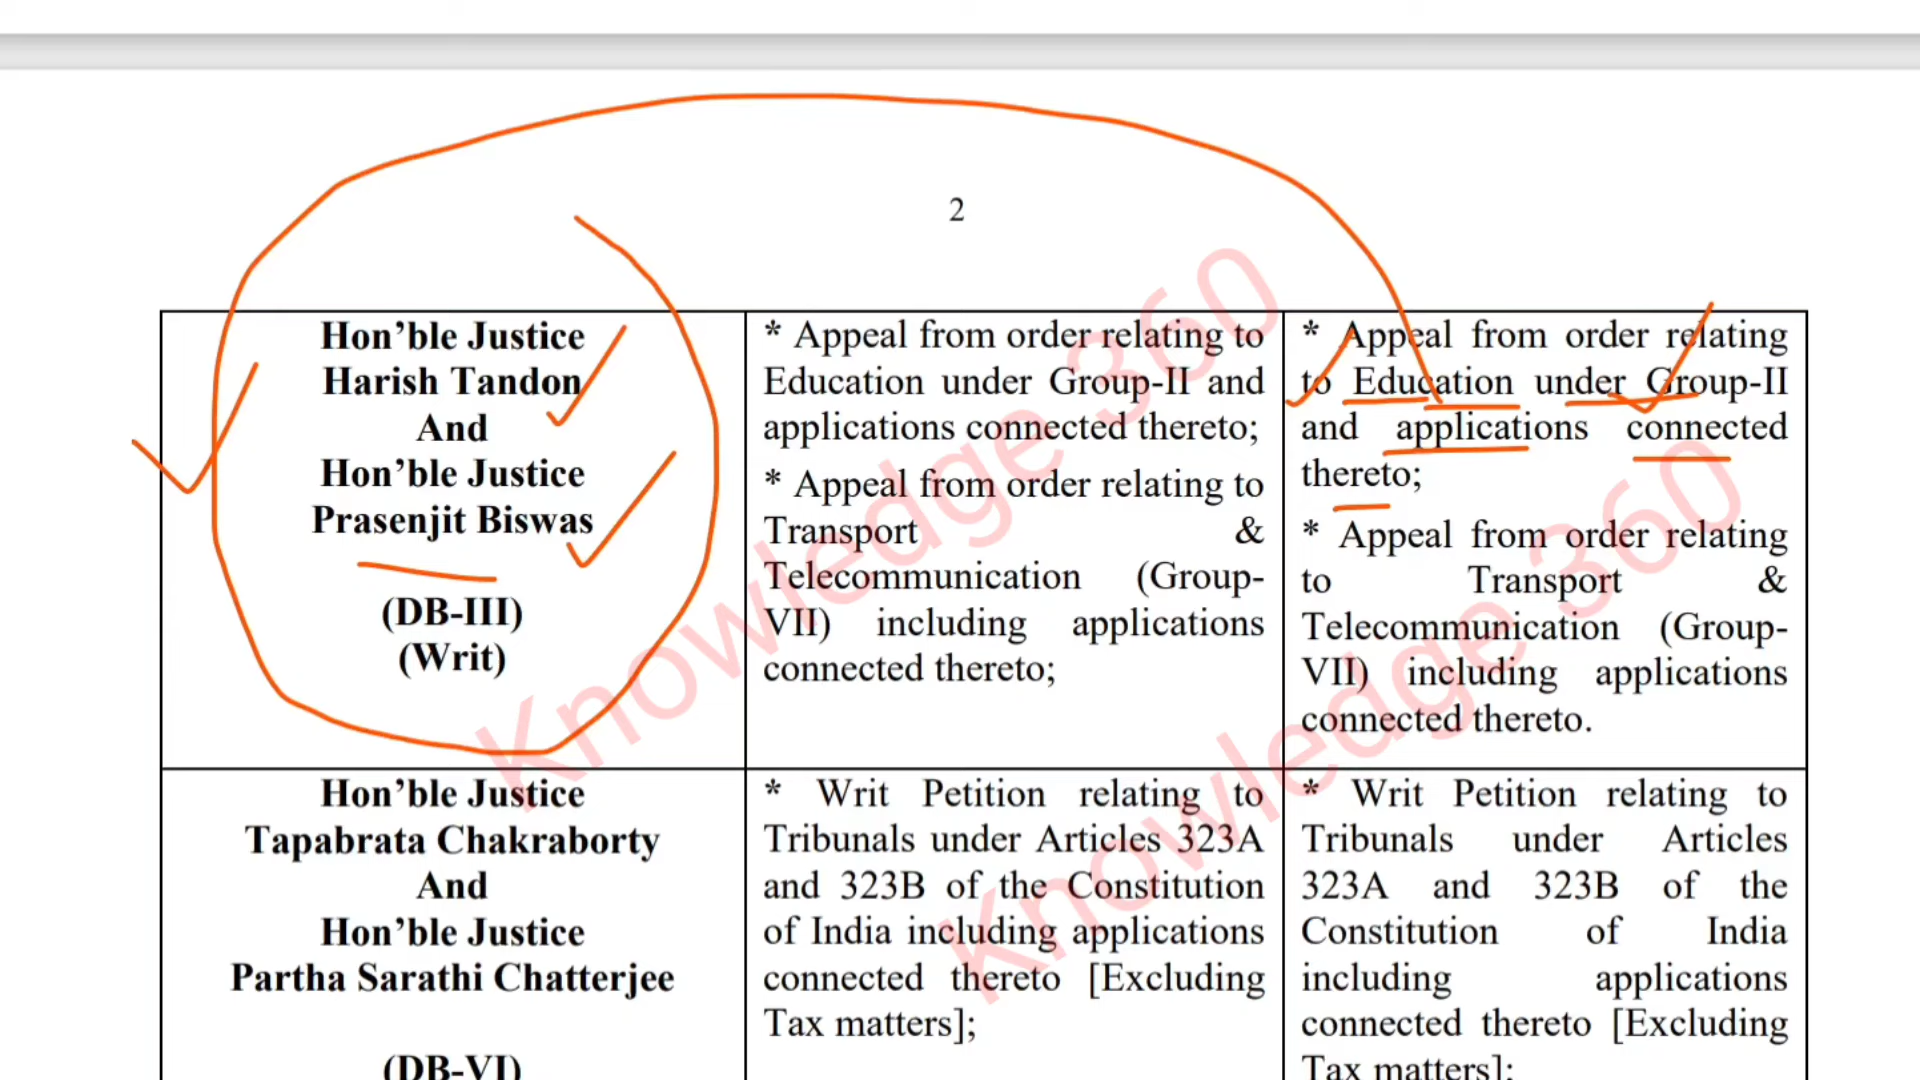 2
Hon’ble Justice
Harish Tandon
And
Hon’ble Justice
Prasenjit Biswas
(DB-III)
(Writ)
* Appeal from order relating to
Education under Group-II and
applications connected thereto;
* Appeal from order relating to
Transport &
Telecommunication (Group-
VII) including applications
connected thereto;
* Appeal from order relating
to Education under Group-II
and applications connected
thereto;
* Appeal from order relating
to Transport &
Telecommunication (Group-
VII) including applications
connected thereto.
Hon’ble Justice
Tapabrata Chakraborty
And
Hon’ble Justice
Partha Sarathi Chatterjee
(DB-VI)
* Writ Petition relating to
Tribunals under Articles 323A
and 323B of the Constitution
of India including applications
connected thereto [Excluding
Tax matters];
* Writ Petition relating to
Tribunals under Articles
323A and 323B of the
Constitution of India
including applications
connected thereto [Excluding
Tax matters];
Knowledge 360
Knowledge 360